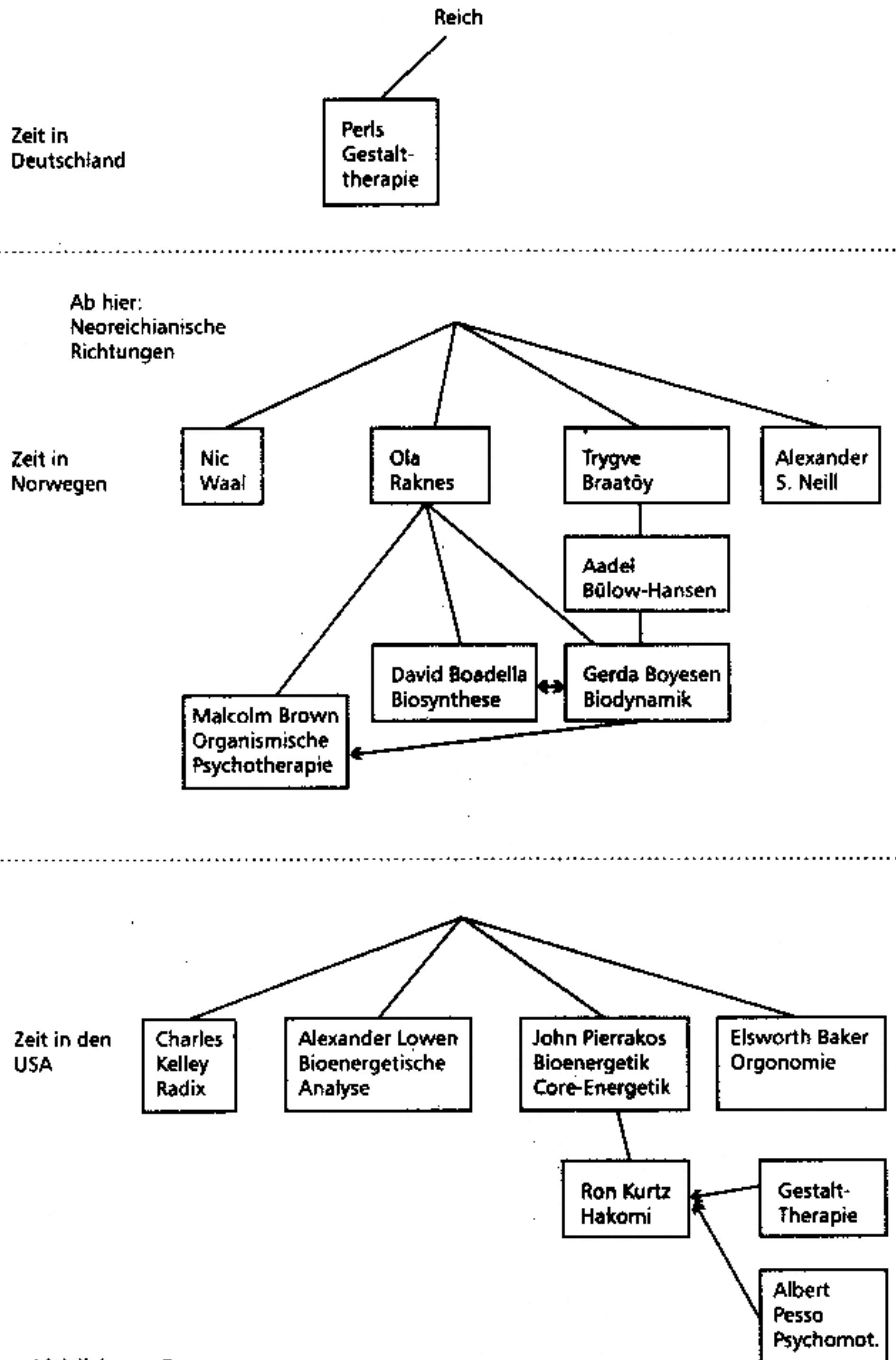 Reich
Zeit in
Deutschland
Perls
Gestalt-
therapie
Ab hier:
Neoreichianische
Richtungen
Zeit in
Norwegen
Nic
Waal
Ola
Raknes
Trygve
Braatöy
Alexander
S. Neill
Aadel
Bülow-Hansen
David Boadella
Biosynthese
Gerda Boyesen
Biodynamik
Malcolm Brown
Organismische
Psychotherapie
Zeit in den
USA
Charles
Kelley
Radix
Alexander Lowen
Bioenergetische
Analyse
John Pierrakos
Bioenergetik
Core-Energetik
Elsworth Baker
Orgonomie
Ron Kurtz
Hakomi
Gestalt-
Therapie
Albert
Pesso
Psychomot.